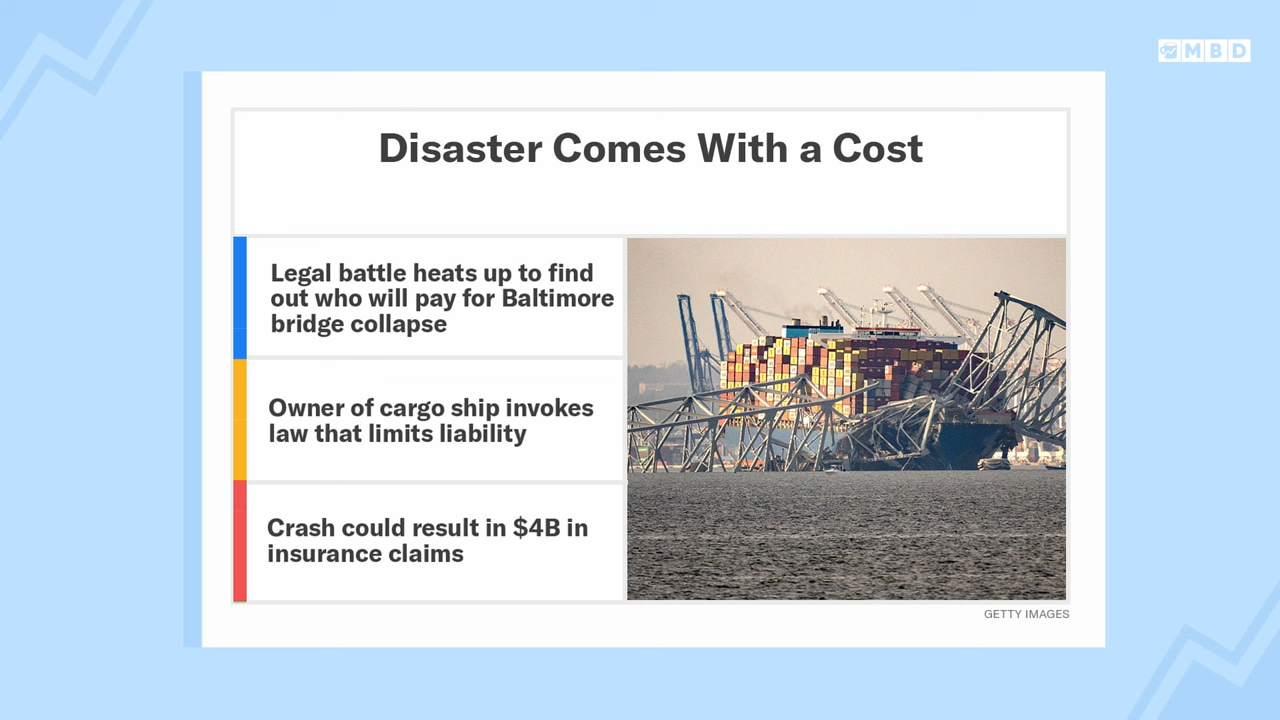 MBD
Disaster Comes With a Cost
Legal battle heats up to find
out who will pay for Baltimore
bridge collapse
Owner of cargo ship invokes
law that limits liability
Crash could result in $4B in
insurance claims
GETTY IMAGES